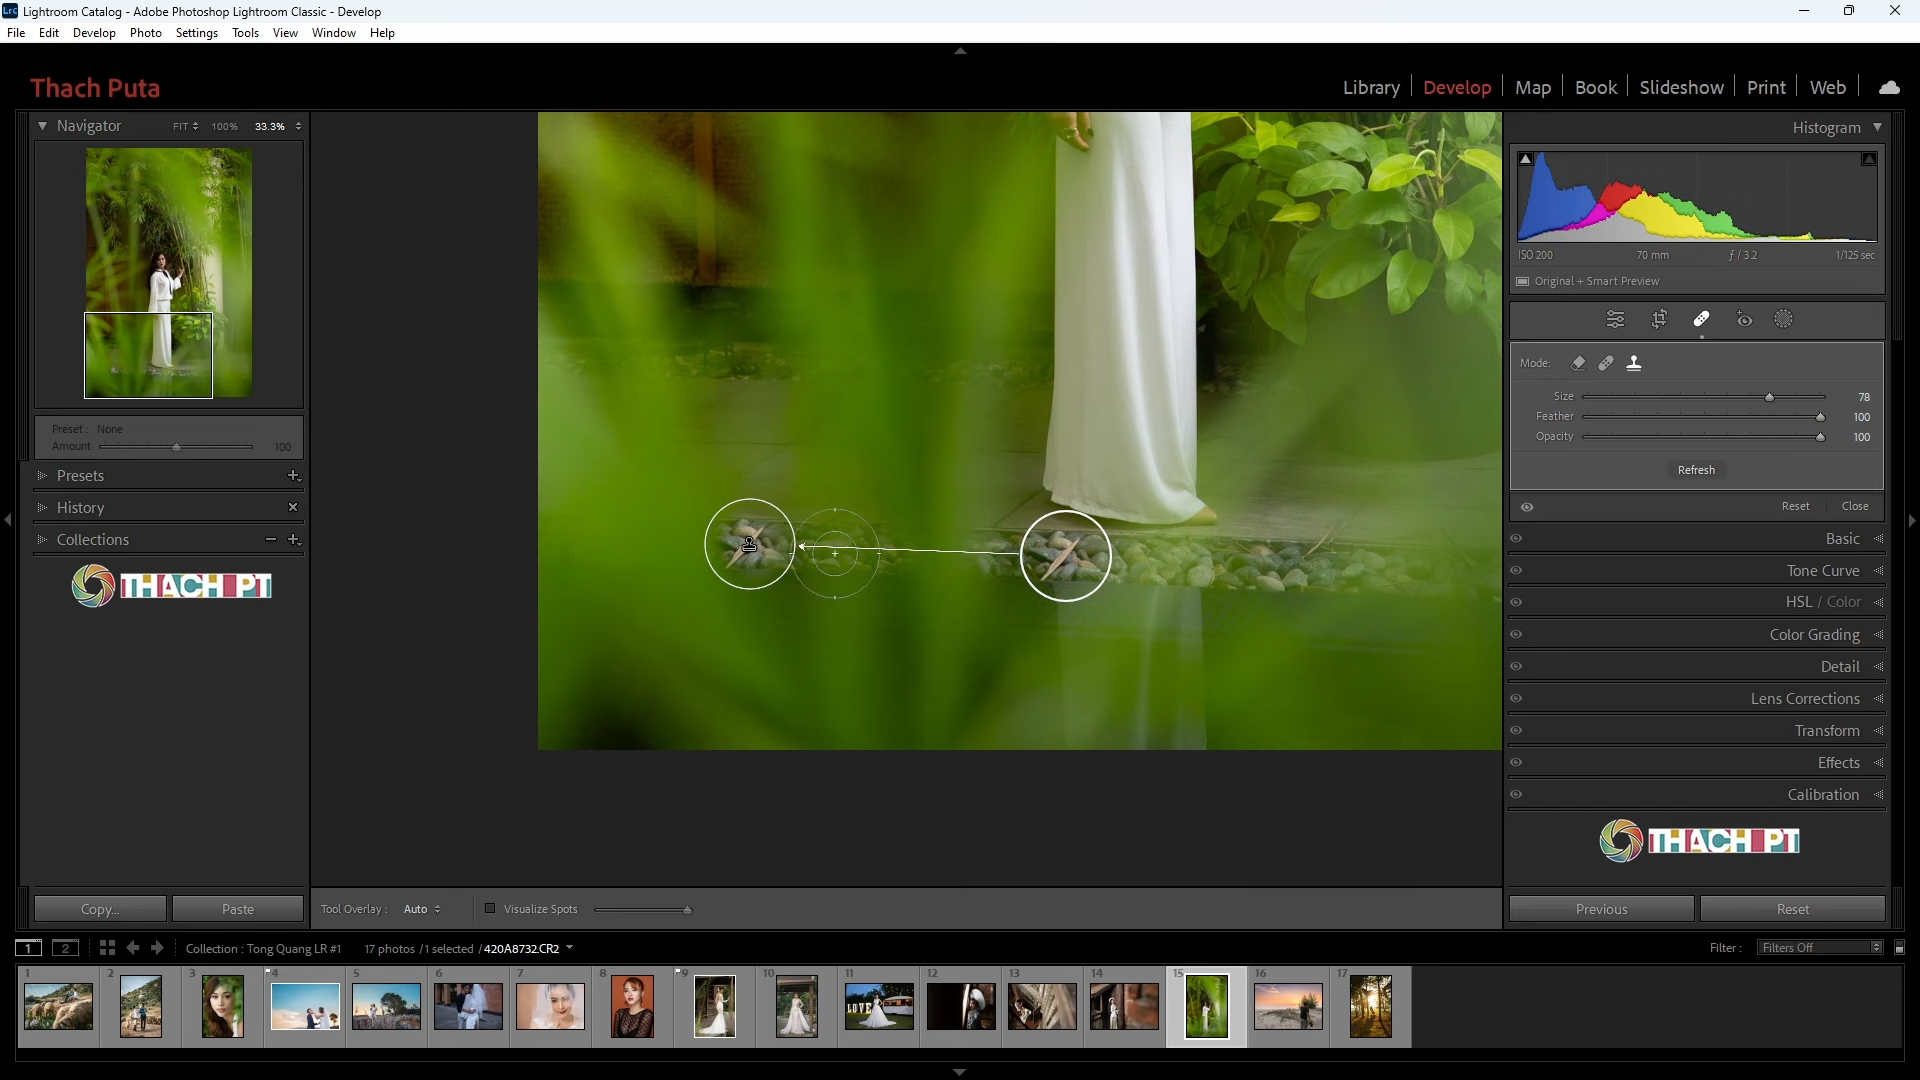 Lrc Lightroom Catalog - Adobe Photoshop Lightroom Classic - Develop
File Edit Develop Photo Settings Tools View Window Help
Thach Puta
Library Develop Map Book Slideshow Print Web
Navigator FIT 100% 33.3%
Histogram
ISO 200 70 mm ƒ / 3.2 1/125 sec
Original + Smart Preview
Mode:
Size 78
Feather 100
Opacity 100
Refresh
Reset Close
Preset : None
Amount 100
Presets
History
Collections
THACH PT
Basic
Tone Curve
HSL / Color
Color Grading
Detail
Lens Corrections
Transform
Effects
Calibration
THACH PT
Copy... Paste
Tool Overlay : Auto Visualize Spots
Previous Reset
1 2 Collection : Tong Quang LR #1 17 photos / 1 selected / 420A8732.CR2
Filter : Filters Off
1 2 3 4 5 6 7 8 9 10 11 12 13 14 15 16 17
LOVE